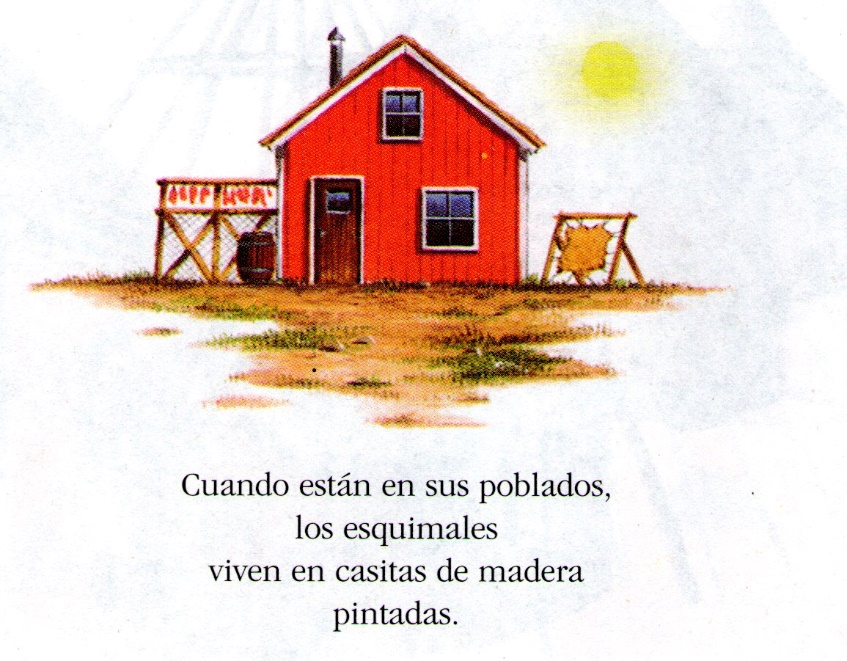 Cuando están en sus poblados,
los esquimales
viven en casitas de madera
pintadas.